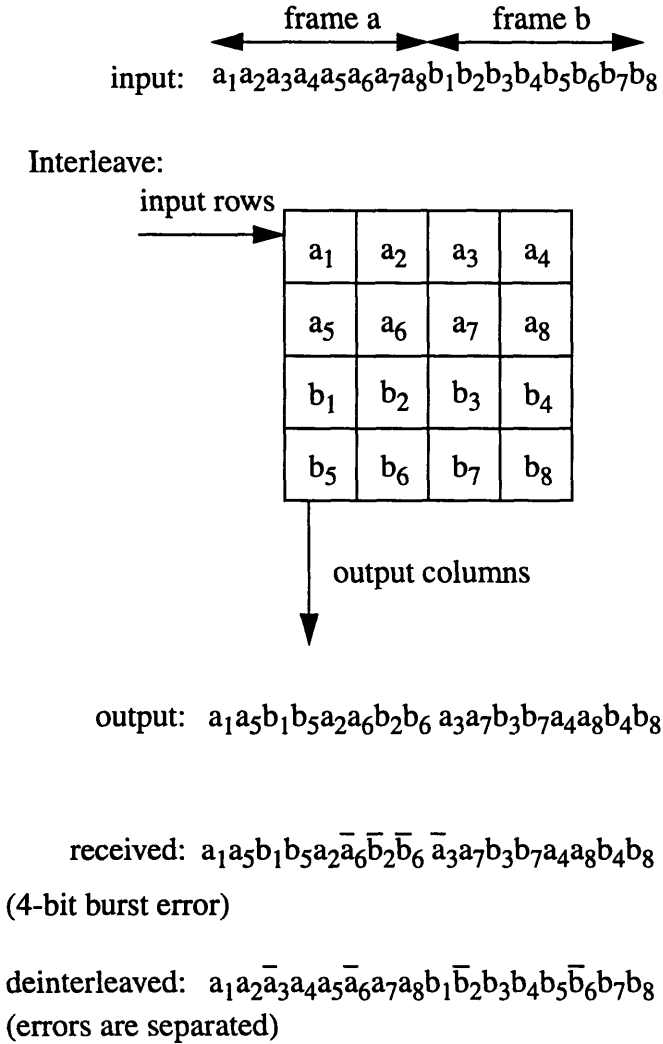 frame a frame b
input: a₁a₂a₃a₄a₅a₆a₇a₈b₁b₂b₃b₄b₅b₆b₇b₈
Interleave:
input rows
a₁ a₂ a₃ a₄
a₅ a₆ a₇ a₈
b₁ b₂ b₃ b₄
b₅ b₆ b₇ b₈
output columns
output: a₁a₅b₁b₅a₂a₆b₂b₆ a₃a₇b₃b₇a₄a₈b₄b₈
received: a₁a₅b₁b₅a₂a̅₆b̅₂b̅₆ a̅₃a₇b₃b₇a₄a₈b₄b₈
(4-bit burst error)
deinterleaved: a₁a₂a̅₃a₄a₅a̅₆a₇a₈b₁b̅₂b₃b₄b₅b̅₆b₇b₈
(errors are separated)